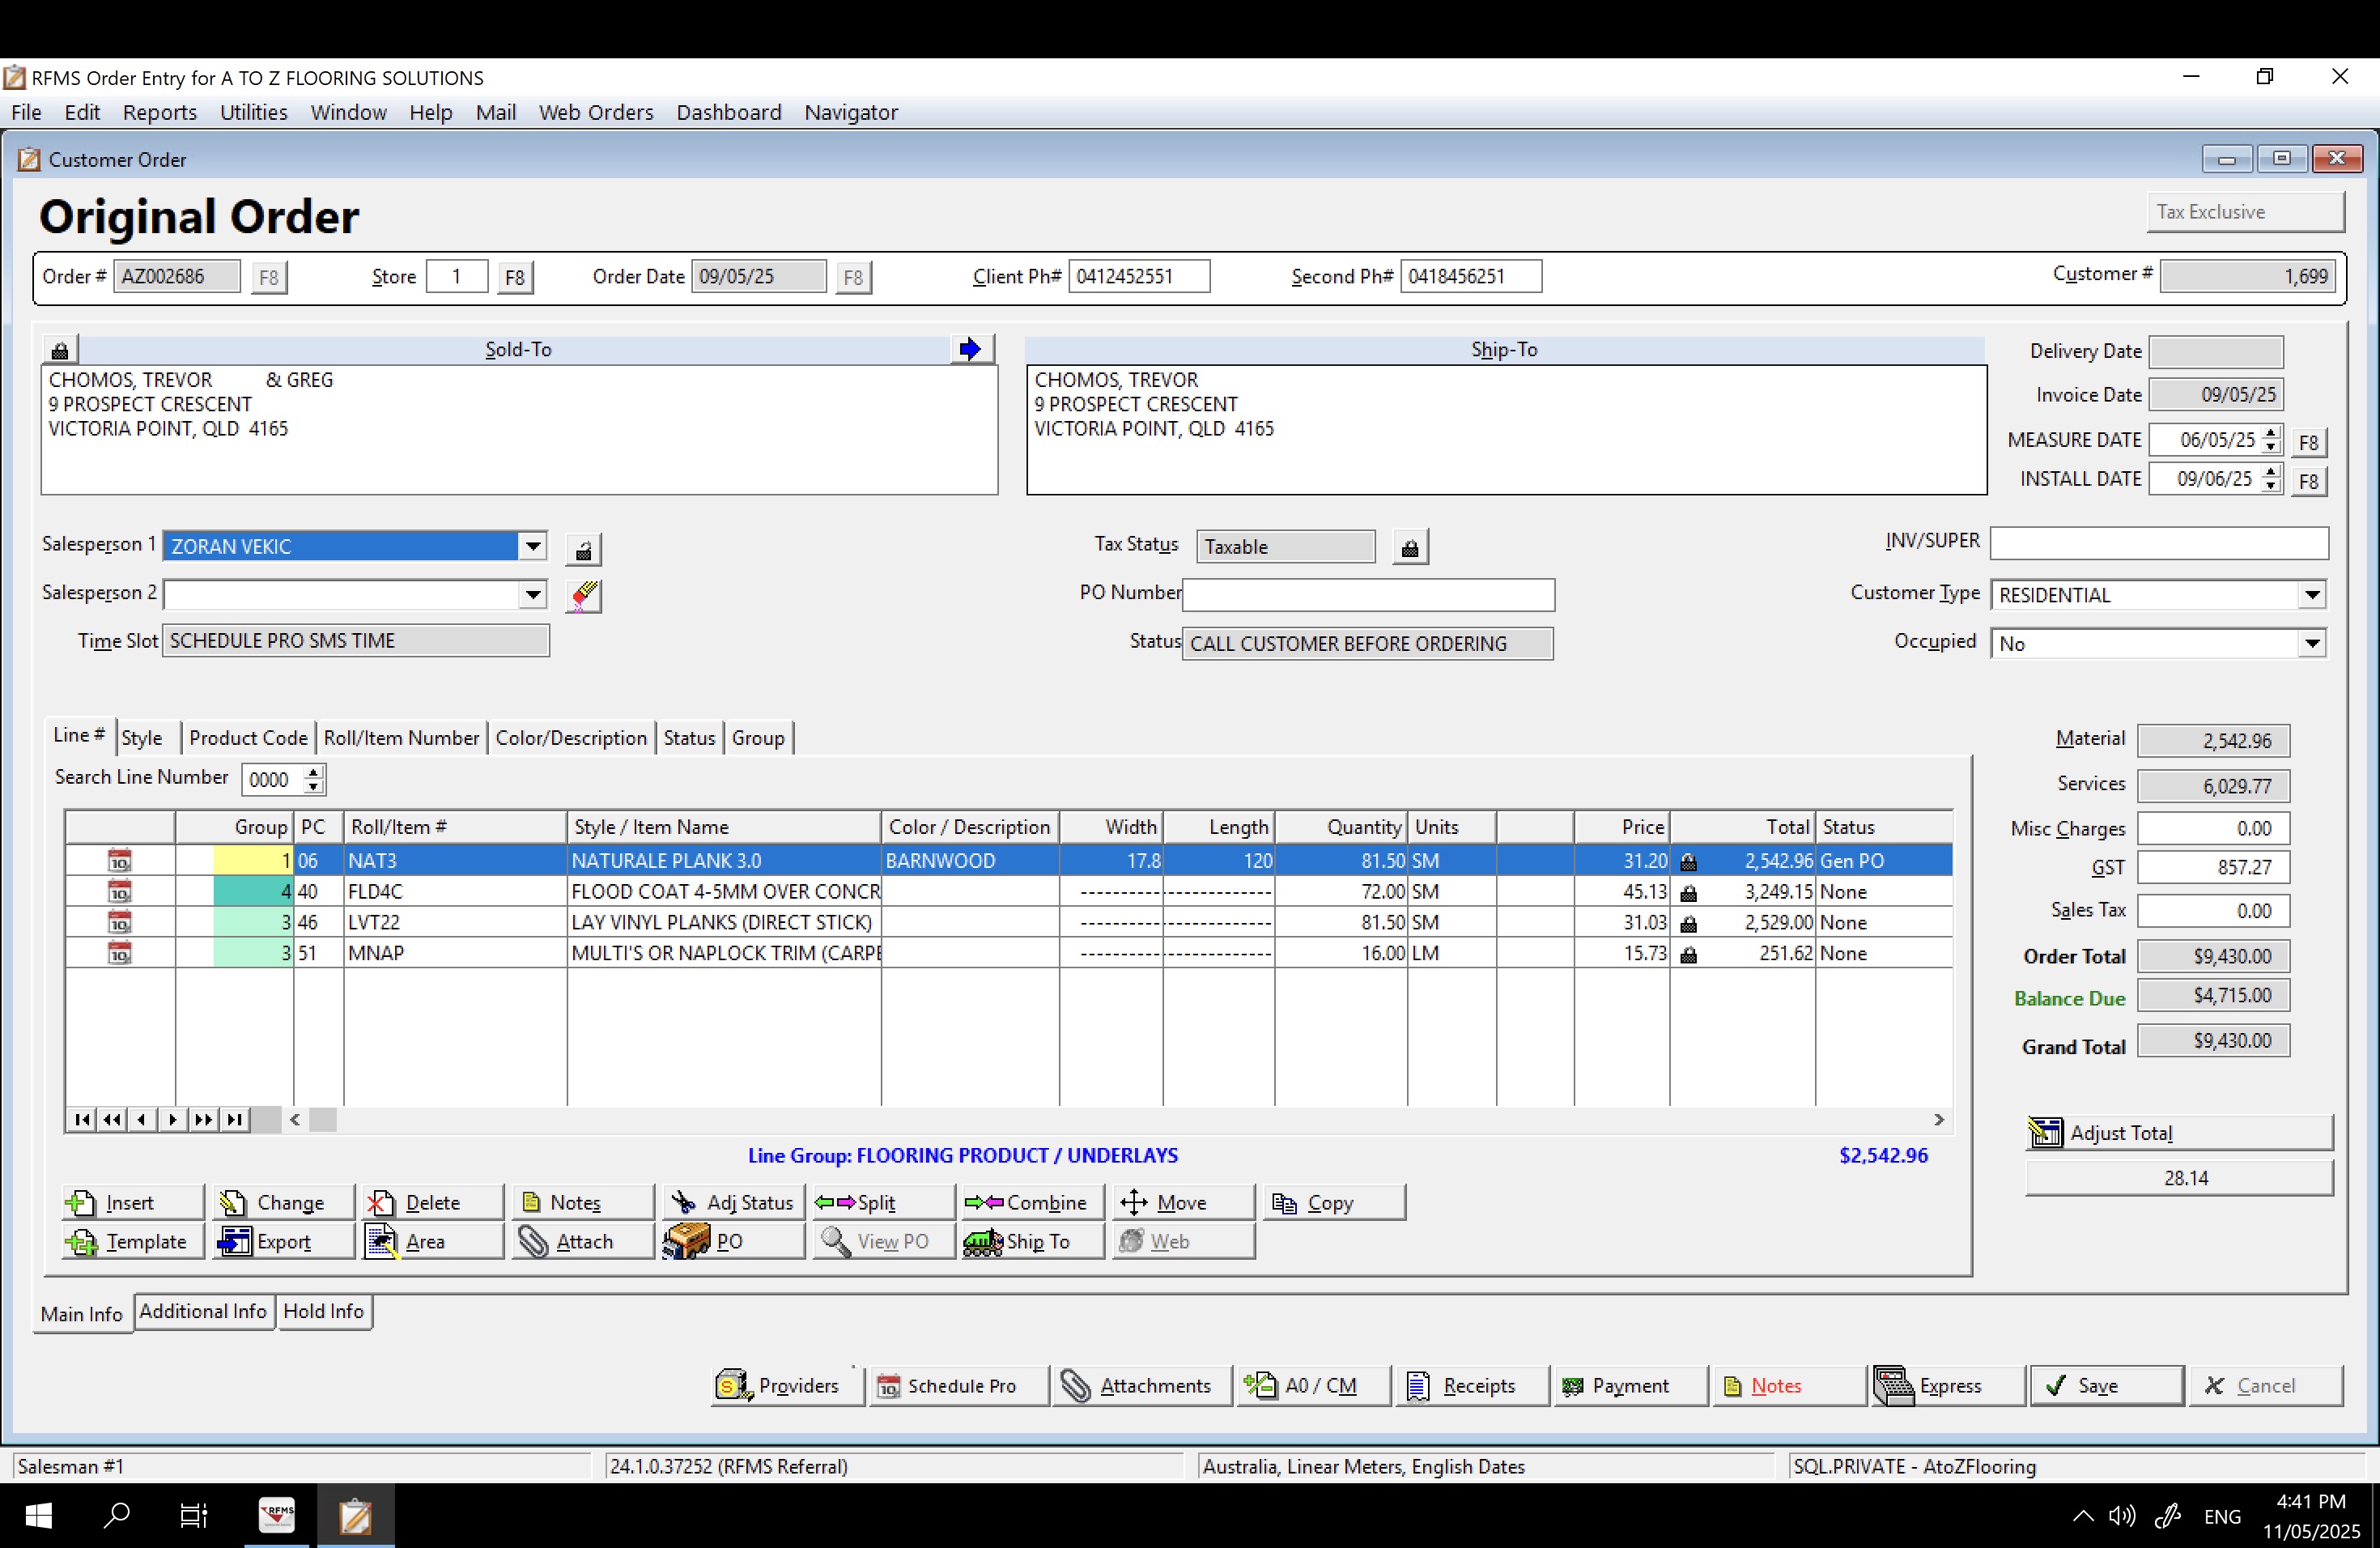 RFMS Order Entry for A TO Z FLOORING SOLUTIONS
File Edit Reports Utilities Window Help Mail Web Orders Dashboard Navigator
Customer Order
Original Order
Tax Exclusive
Order # AZ002686 F8 Store 1 F8 Order Date 09/05/25 F8 Client Ph# 0412452551 Second Ph# 0418456251 Customer # 1,699
Sold-To
CHOMOS, TREVOR & GREG
9 PROSPECT CRESCENT
VICTORIA POINT, QLD 4165
Ship-To
CHOMOS, TREVOR
9 PROSPECT CRESCENT
VICTORIA POINT, QLD 4165
Delivery Date
Invoice Date 09/05/25
MEASURE DATE 06/05/25 F8
INSTALL DATE 09/06/25 F8
Salesperson 1 ZORAN VEKIC
Salesperson 2
Time Slot SCHEDULE PRO SMS TIME
Tax Status Taxable
PO Number
Status CALL CUSTOMER BEFORE ORDERING
INV/SUPER
Customer Type RESIDENTIAL
Occupied No
Line # Style Product Code Roll/Item Number Color/Description Status Group
Search Line Number 0000
Group PC Roll/Item # Style / Item Name Color / Description Width Length Quantity Units Price Total Status
10 1 06 NAT3 NATURALE PLANK 3.0 BARNWOOD 17.8 120 81.50 SM 31.20 2,542.96 Gen PO
10 4 40 FLD4C FLOOD COAT 4-5MM OVER CONCR ---------------------------- 72.00 SM 45.13 3,249.15 None
10 3 46 LVT22 LAY VINYL PLANKS (DIRECT STICK) ---------------------------- 81.50 SM 31.03 2,529.00 None
10 3 51 MNAP MULTI'S OR NAPLOCK TRIM (CARPE ---------------------------- 16.00 LM 15.73 251.62 None
Line Group: FLOORING PRODUCT / UNDERLAYS $2,542.96
Insert Change Delete Notes Adj Status Split Combine Move Copy
Template Export Area Attach PO View PO Ship To Web
Material 2,542.96
Services 6,029.77
Misc Charges 0.00
GST 857.27
Sales Tax 0.00
Order Total $9,430.00
Balance Due $4,715.00
Grand Total $9,430.00
Adjust Total
28.14
Main Info Additional Info Hold Info
Providers 10 Schedule Pro Attachments A0 / CM Receipts Payment Notes Express Save Cancel
Salesman #1 24.1.0.37252 (RFMS Referral) Australia, Linear Meters, English Dates SQL.PRIVATE - AtoZFlooring
RFMS
ENG
4:41 PM
11/05/2025